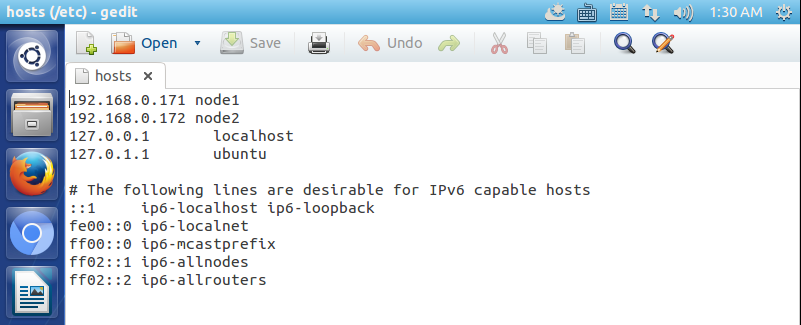 hosts (/etc) - gedit
1:30 AM
Open
Save
Undo
hosts
192.168.0.171 node1
192.168.0.172 node2
127.0.0.1       localhost
127.0.1.1       ubuntu
# The following lines are desirable for IPv6 capable hosts
::1     ip6-localhost ip6-loopback
fe00::0 ip6-localnet
ff00::0 ip6-mcastprefix
ff02::1 ip6-allnodes
ff02::2 ip6-allrouters